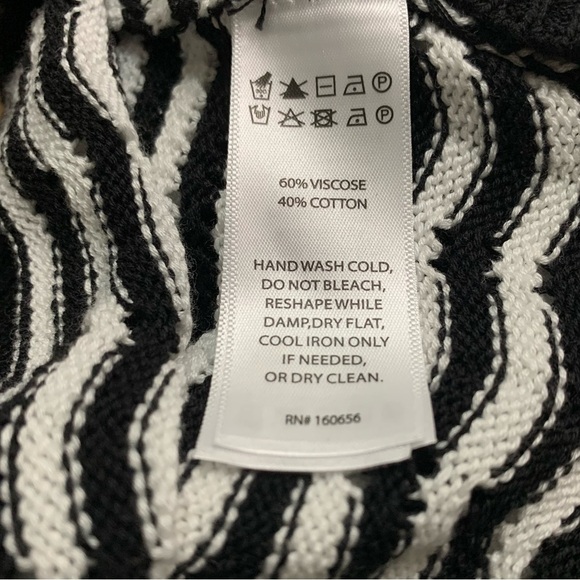 P
P
60% VISCOSE
40% COTTON
HAND WASH COLD,
DO NOT BLEACH,
RESHAPE WHILE
DAMP,DRY FLAT,
COOL IRON ONLY
IF NEEDED,
OR DRY CLEAN.
RN# 160656